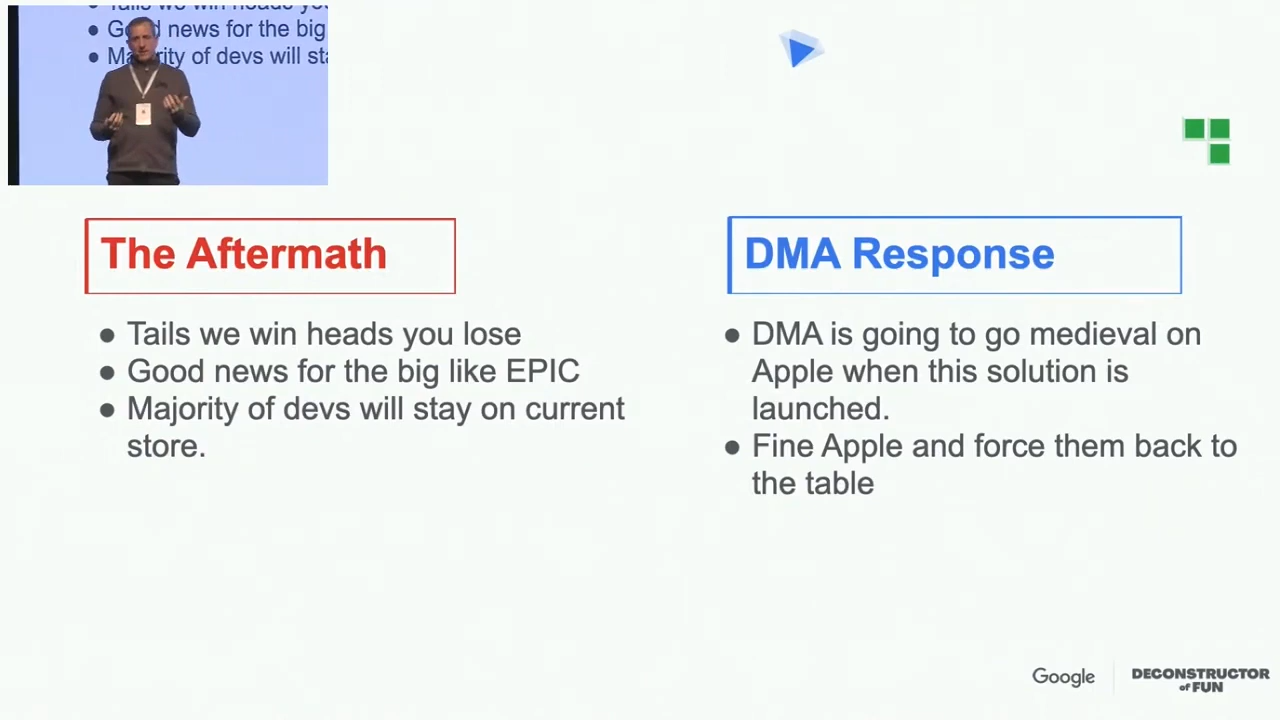 Tails we win heads you
● Good news for the big
● Majority of devs will sta
The Aftermath
● Tails we win heads you lose
● Good news for the big like EPIC
● Majority of devs will stay on current
store.
DMA Response
● DMA is going to go medieval on
Apple when this solution is
launched.
● Fine Apple and force them back to
the table
Google
DECONSTRUCTOR
of FUN